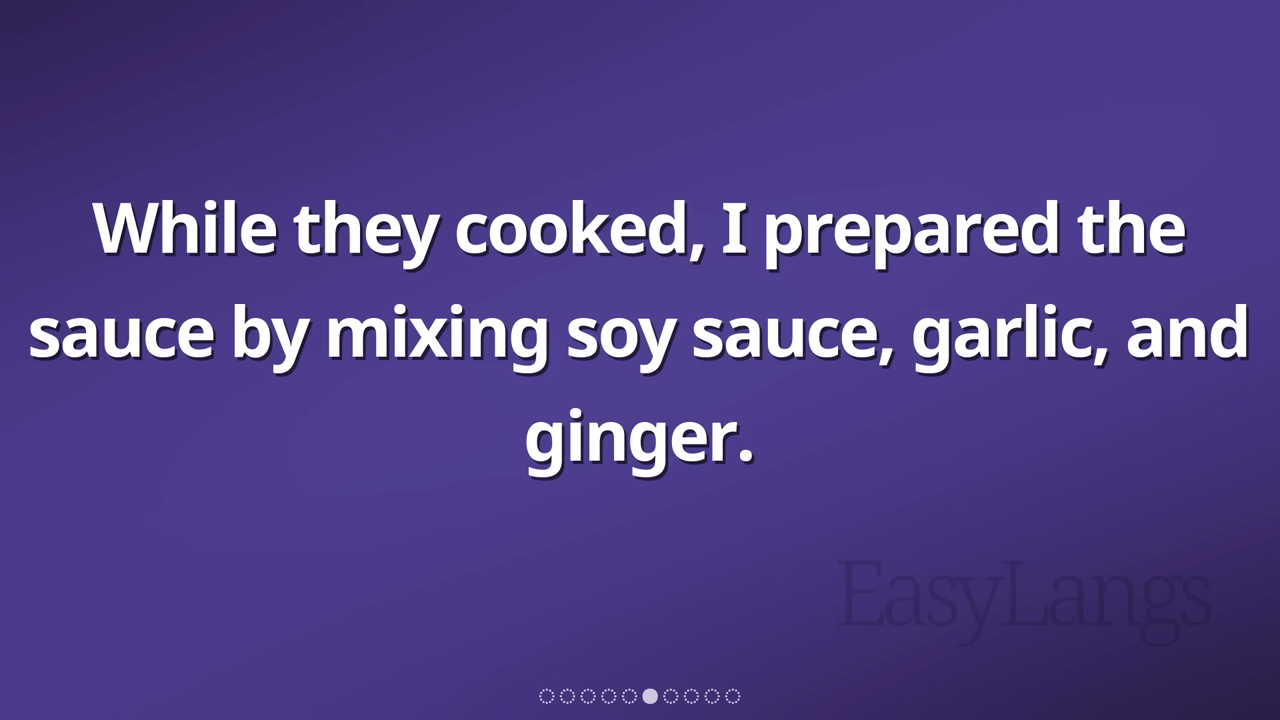 While they cooked, I prepared the
sauce by mixing soy sauce, garlic, and
ginger.
EasyLangs